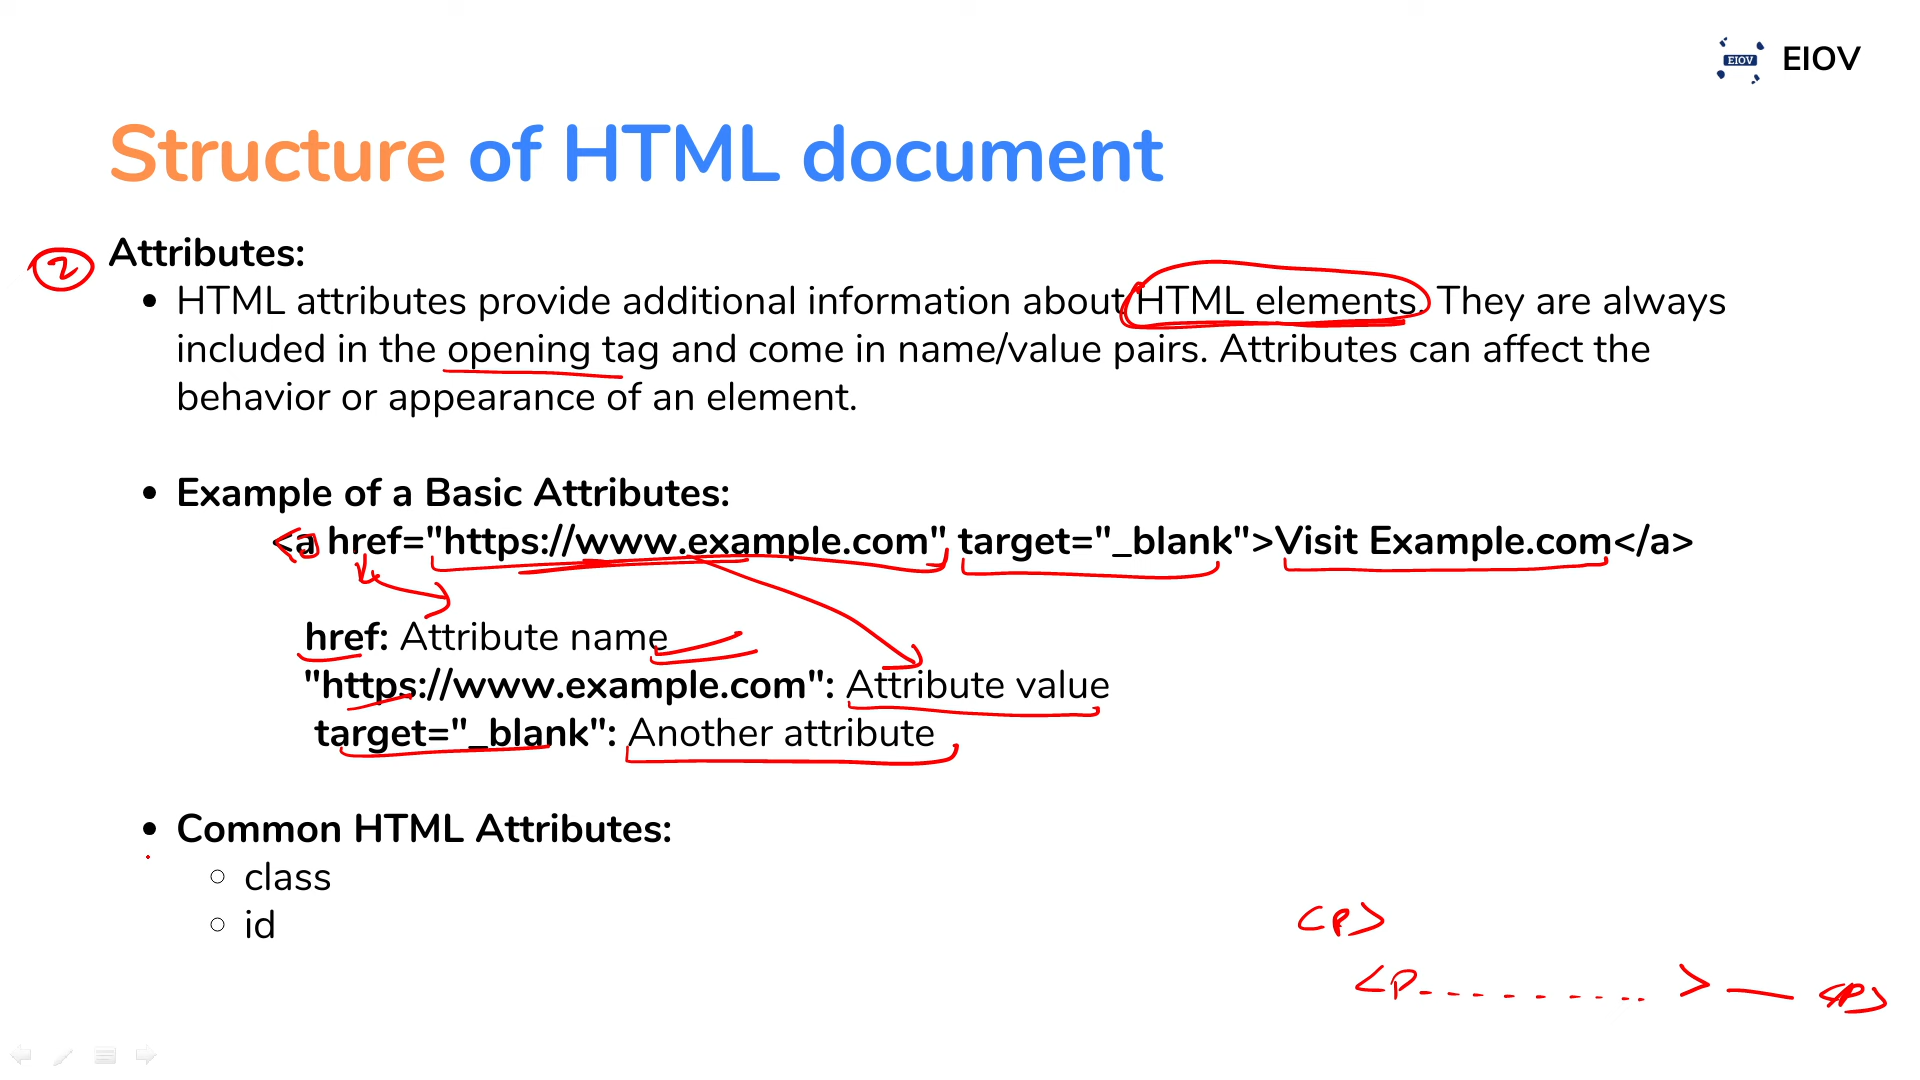 EIOV EIOV
Structure of HTML document
2 Attributes:
• HTML attributes provide additional information about HTML elements. They are always
included in the opening tag and come in name/value pairs. Attributes can affect the
behavior or appearance of an element.
• Example of a Basic Attributes:
<a href="https://www.example.com" target="_blank">Visit Example.com</a>
href: Attribute name
"https://www.example.com": Attribute value
target="_blank": Another attribute
• Common HTML Attributes:
○ class
○ id
<p>
<p.......... > — <p>